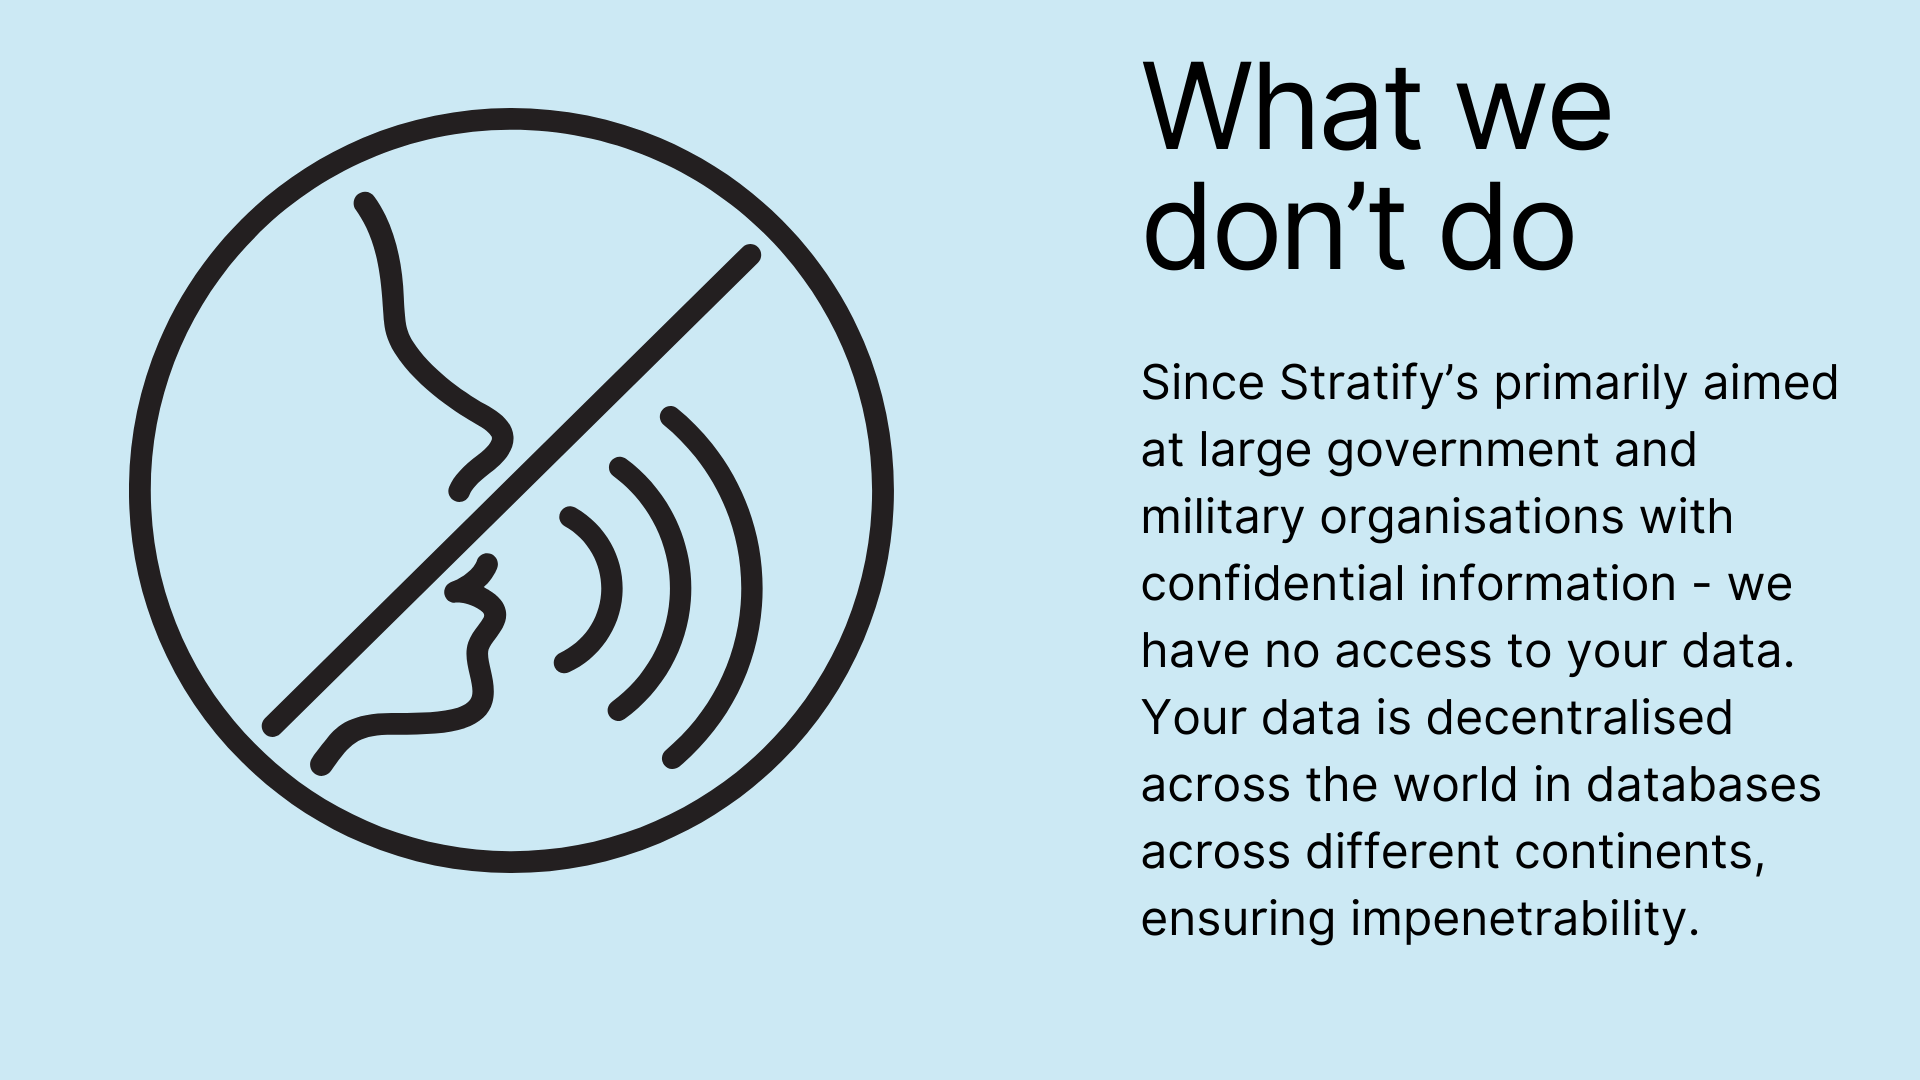 What we
don’t do
Since Stratify’s primarily aimed
at large government and
military organisations with
confidential information - we
have no access to your data.
Your data is decentralised
across the world in databases
across different continents,
ensuring impenetrability.